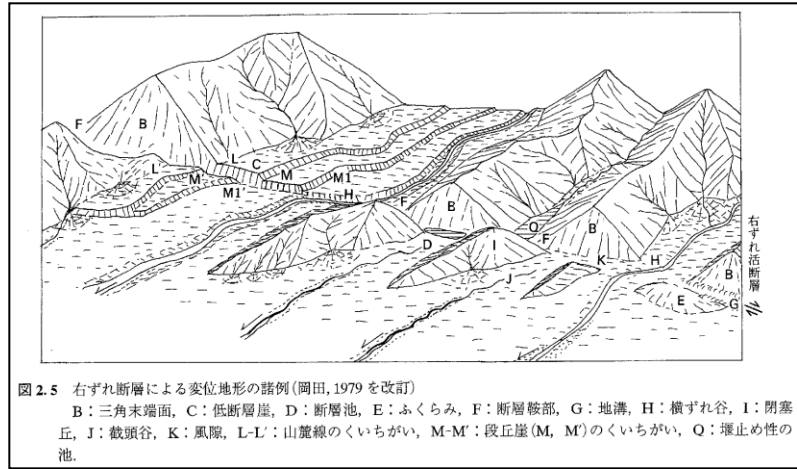 F
B
L
L
C
M
M'
M1
M1'
H
F
B
Q
F
B
D
I
J
K
H
B
E
G
右ずれ活断層
図2.5 右ずれ断層による変位地形の諸例(岡田,1979を改訂)
B:三角末端面, C:低断層崖, D:断層池, E:ふくらみ, F:断層鞍部, G:地溝, H:横ずれ谷, I:閉塞
丘, J:截頭谷, K:風隙, L-L':山麓線のくいちがい, M-M':段丘崖(M, M')のくいちがい, Q:堰止め性の
池.